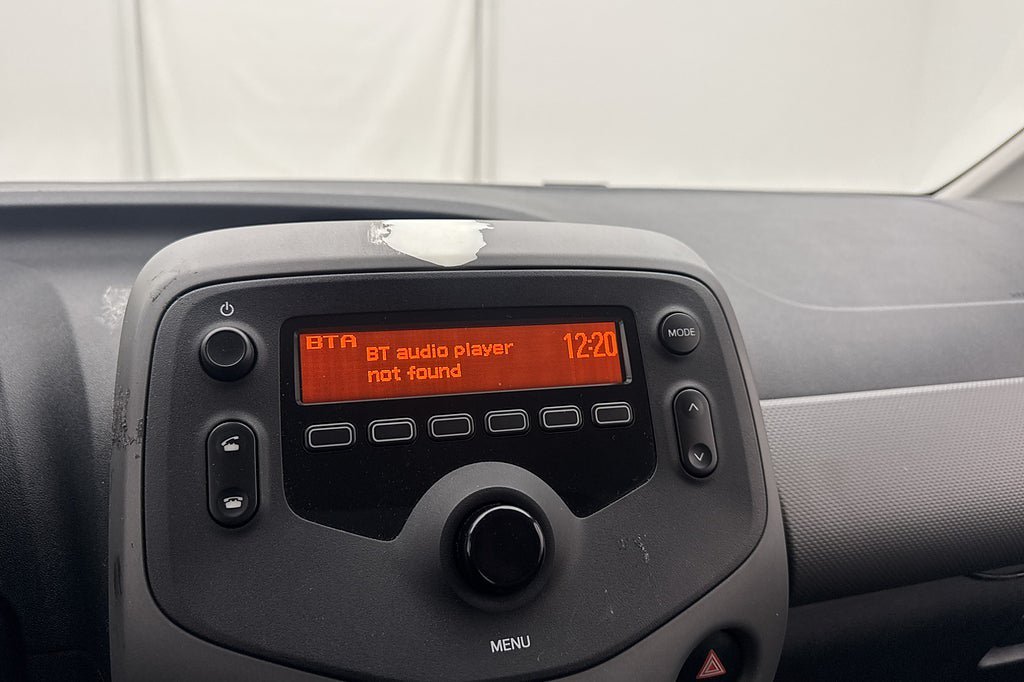 BTA
BT audio player
not found
12:20
MODE
MENU